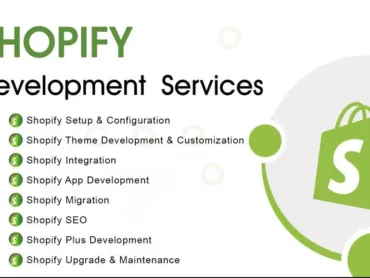 HOPIFY
evelopment Services
Shopify Setup & Configuration
Shopify Theme Development & Customization
Shopify Integration
Shopify App Development
Shopify Migration
Shopify SEO
Shopify Plus Development
Shopify Upgrade & Maintenance